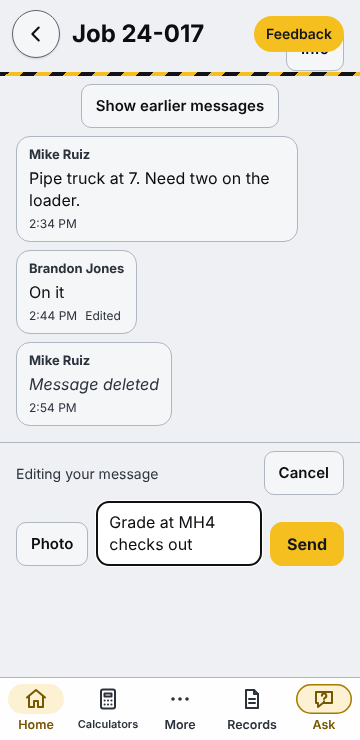 Job 24-017
Feedback
Info
Show earlier messages
Mike Ruiz
Pipe truck at 7. Need two on the
loader.
2:34 PM
Brandon Jones
On it
2:44 PM Edited
Mike Ruiz
Message deleted
2:54 PM
Editing your message
Cancel
Photo
Grade at MH4
checks out
Send
Home
Calculators
More
Records
Ask